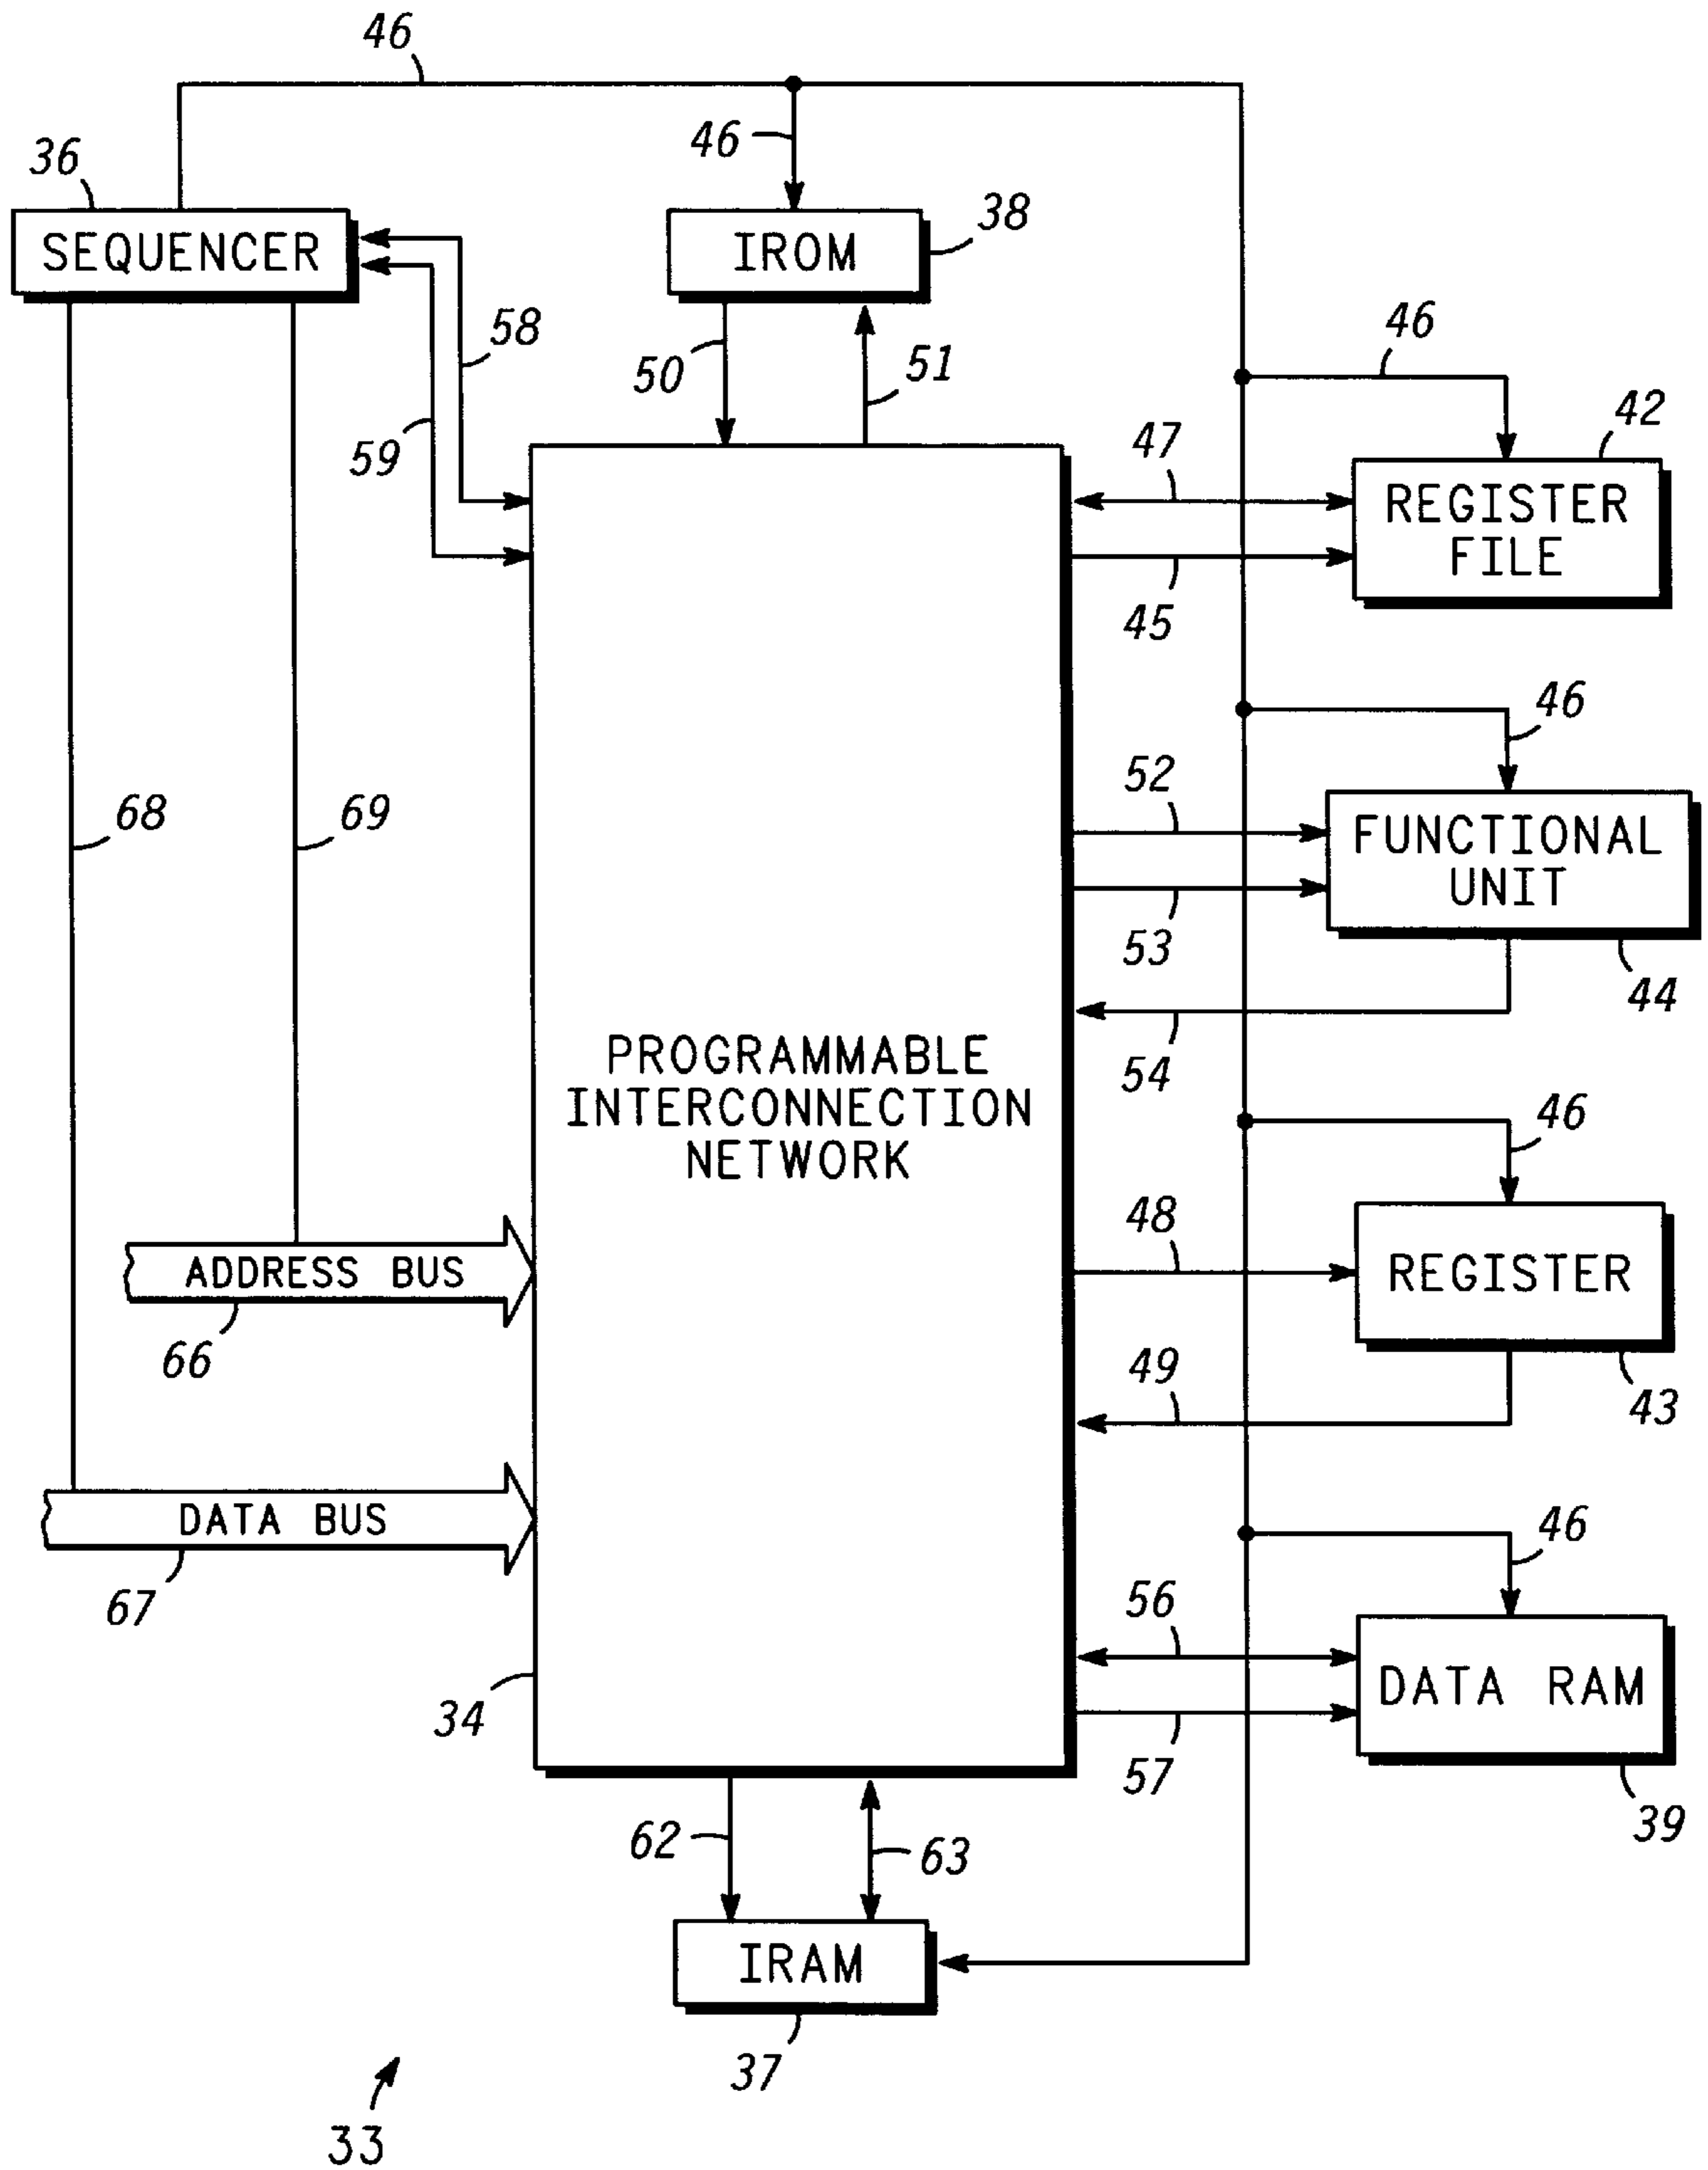 46
46
36
SEQUENCER
IROM
38
58
46
50
51
59
42
47
REGISTER
FILE
45
46
52
68
69
FUNCTIONAL
UNIT
53
44
54
PROGRAMMABLE
INTERCONNECTION
NETWORK
46
48
ADDRESS BUS
REGISTER
66
49
43
DATA BUS
46
67
56
34
DATA RAM
57
39
62
63
IRAM
37
33